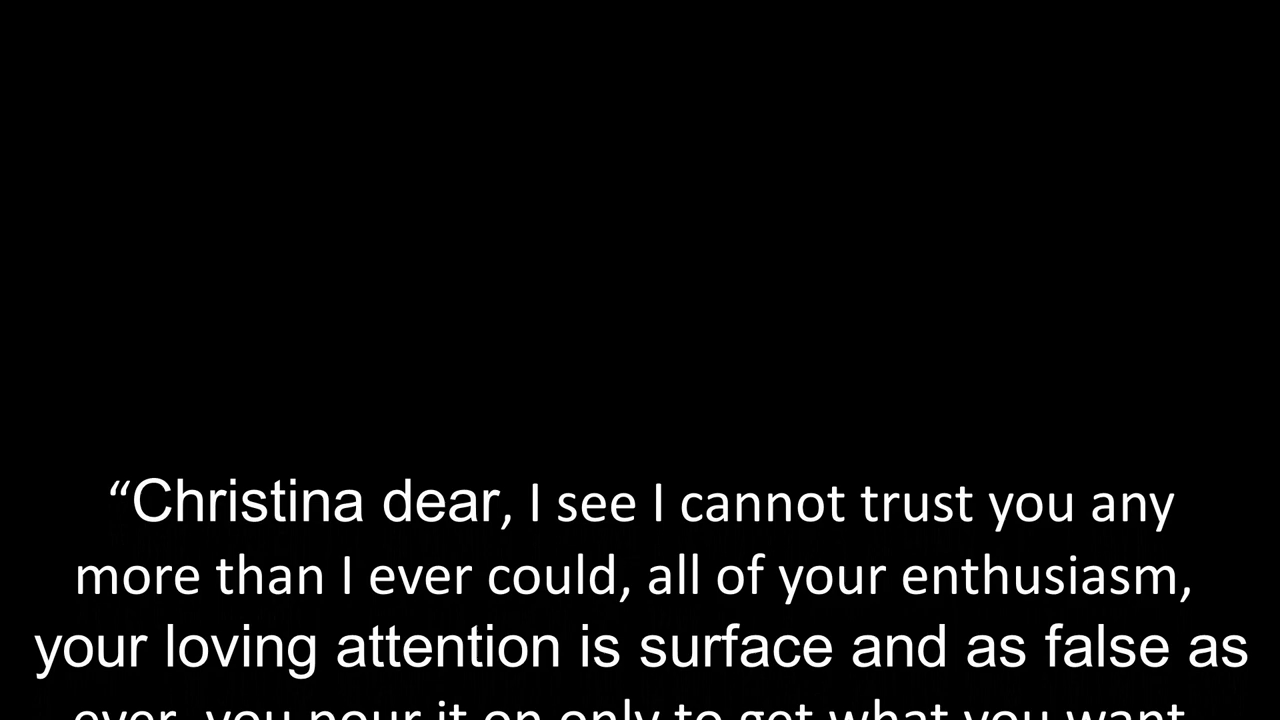 “Christina dear, I see I cannot trust you any
more than I ever could, all of your enthusiasm,
your loving attention is surface and as false as
ever, you pour it on only to get what you want